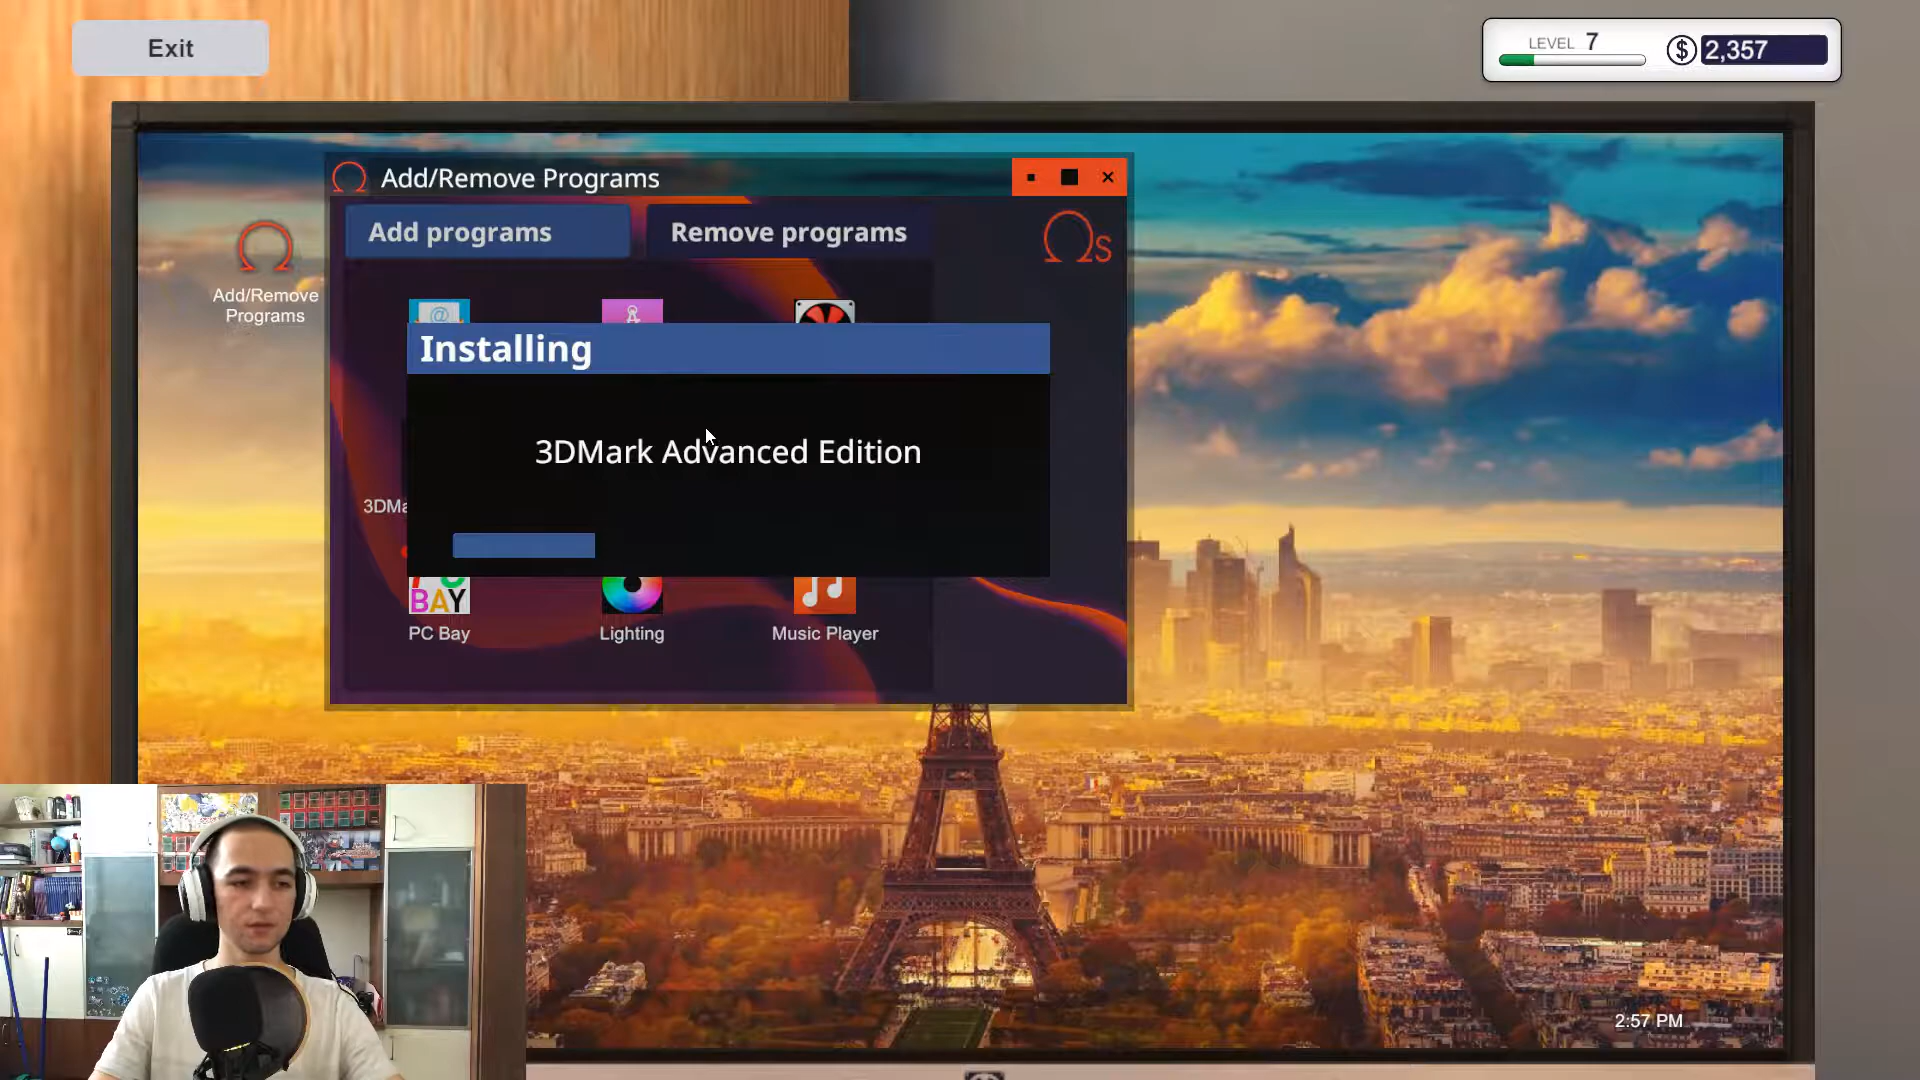 Exit
LEVEL 7
$ 2,357
Add/Remove Programs
Add programs
Remove programs
Ωs
Add/Remove
Programs
Installing
3DMark Advanced Edition
3DMa
BAY
PC Bay
Lighting
Music Player
2:57 PM